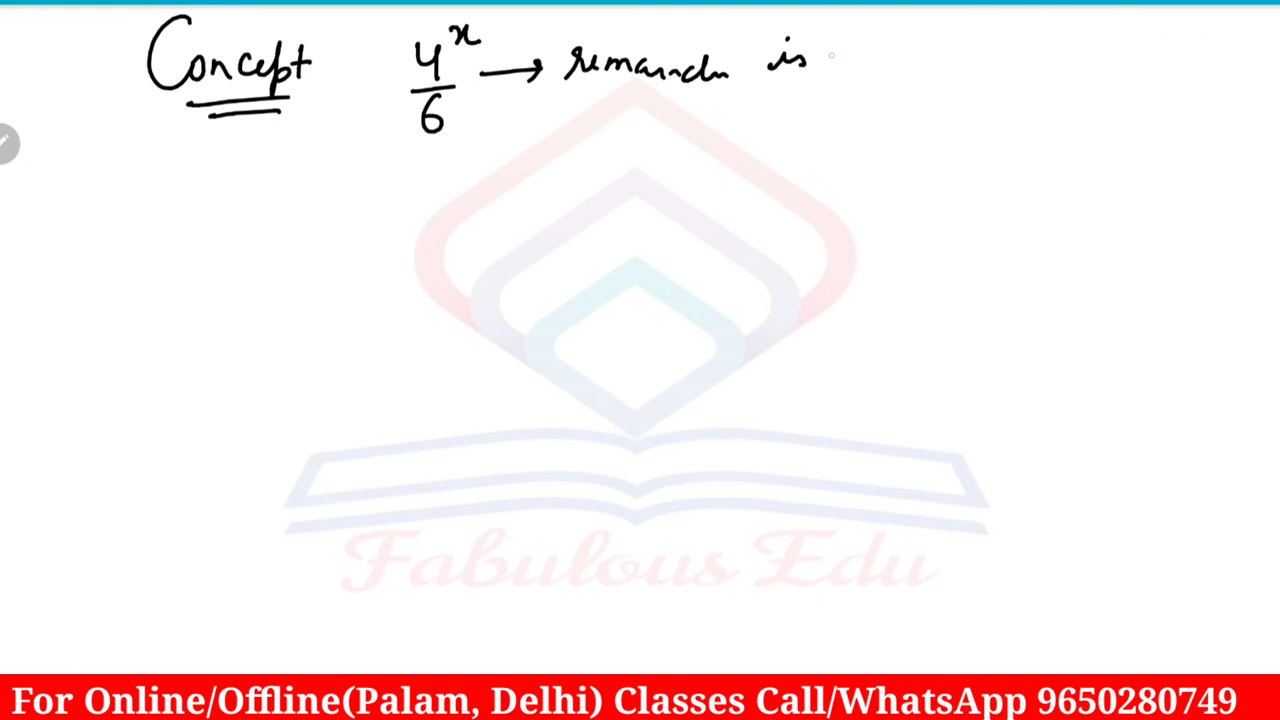 Concept 4^x/6 → remainder is
Fabulous Edu
For Online/Offline(Palam, Delhi) Classes Call/WhatsApp 9650280749